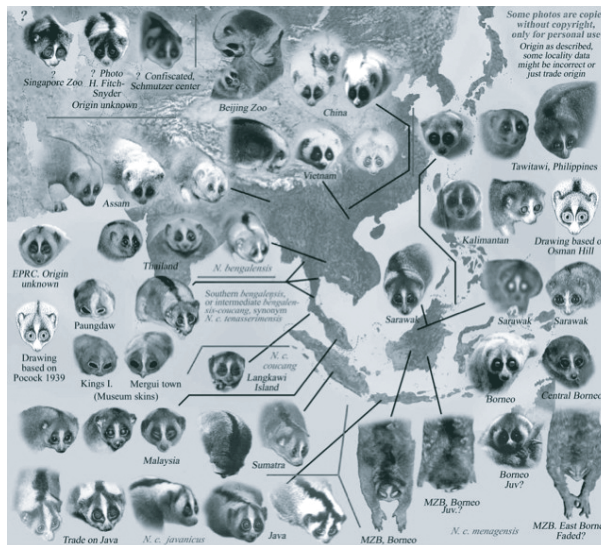 ?
Some photos are copie
without copyright,
only for personal use
Origin as described,
some locality data
might be incorrect or
just trade origin
?
Singapore Zoo
? Photo
H. Fitch-
Snyder
Origin unknown
? Confiscated,
Schmutzer center
Beijing Zoo
China
Tawitawi, Philippines
Vietnam
Assam
Kalimantan
Drawing based o
Osman Hill
EPRC. Origin
unknown
Thailand
N. bengalensis
Southern bengalensis,
or intermediate bengalen-
sis-coucang, synonym
N. c. tenasserimensis
Sarawak
Sarawak
Sarawak
Paungdaw
Drawing
based on
Pocock 1939
Kings I.
Mergui town
(Museum skins)
N. c.
coucang
Langkawi
Island
Borneo
Central Borneo
Malaysia
Sumatra
Borneo
Juv?
MZB, Borneo
Juv.?
Trade on Java
N. c. javanicus
Java
MZB, Borneo
N. c. menagensis
MZB. East Borne
Faded?